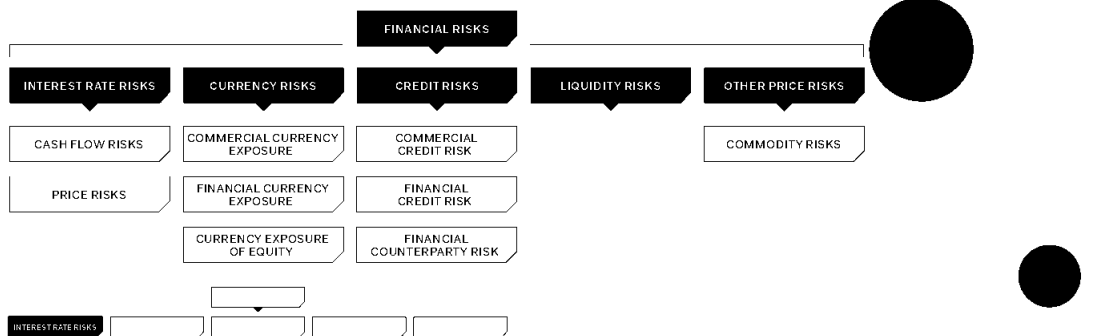 FINANCIAL RISKS
INTEREST RATE RISKS
CURRENCY RISKS
CREDIT RISKS
LIQUIDITY RISKS
OTHER PRICE RISKS
CASH FLOW RISKS
COMMERCIAL CURRENCY
EXPOSURE
COMMERCIAL
CREDIT RISK
COMMODITY RISKS
PRICE RISKS
FINANCIAL CURRENCY
EXPOSURE
FINANCIAL
CREDIT RISK
CURRENCY EXPOSURE
OF EQUITY
FINANCIAL
COUNTERPARTY RISK
INTEREST RATE RISKS